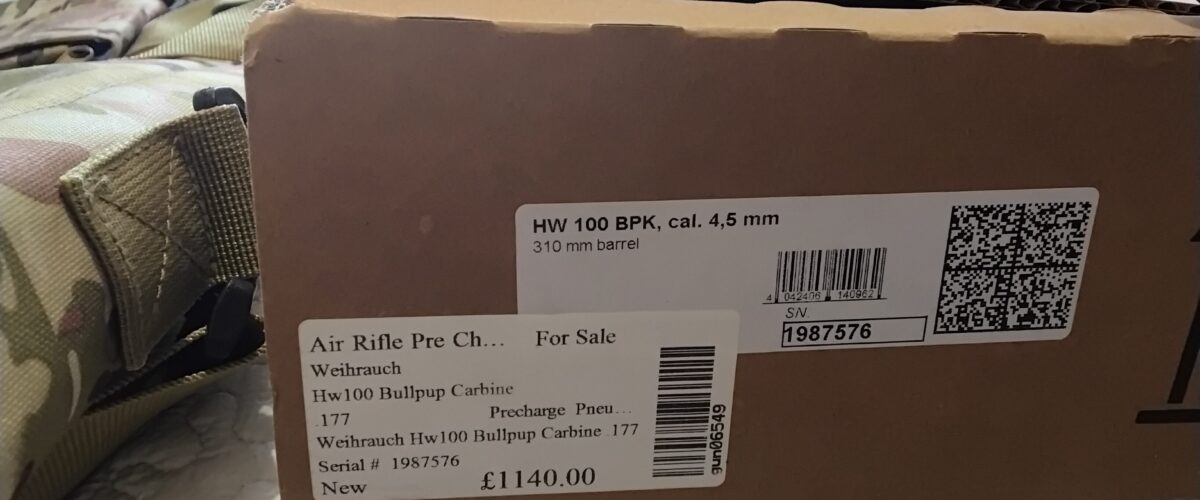 HW 100 BPK, cal. 4,5 mm
310 mm barrel
4 042406 140962
SN.
1987576
Air Rifle Pre Ch... For Sale
Weihrauch
Hw100 Bullpup Carbine
.177 Precharge Pneu...
Weihrauch Hw100 Bullpup Carbine .177
Serial # 1987576
New £1140.00
gun06549